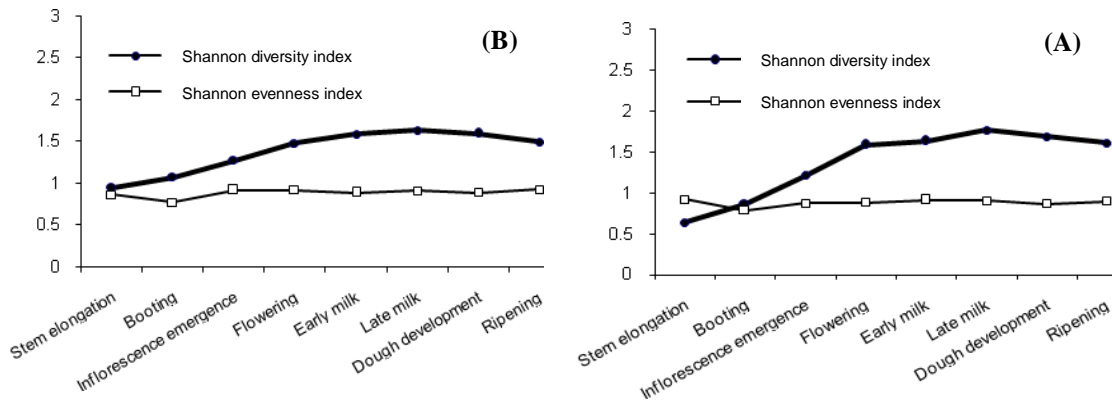 (B)
3
2.5
2
1.5
1
0.5
0
Shannon diversity index
Shannon evenness index
Stem elongation
Booting
Inflorescence emergence
Flowering
Early milk
Late milk
Dough development
Ripening
(A)
3
2.5
2
1.5
1
0.5
0
Shannon diversity index
Shannon evenness index
Stem elongation
Booting
Inflorescence emergence
Flowering
Early milk
Late milk
Dough development
Ripening